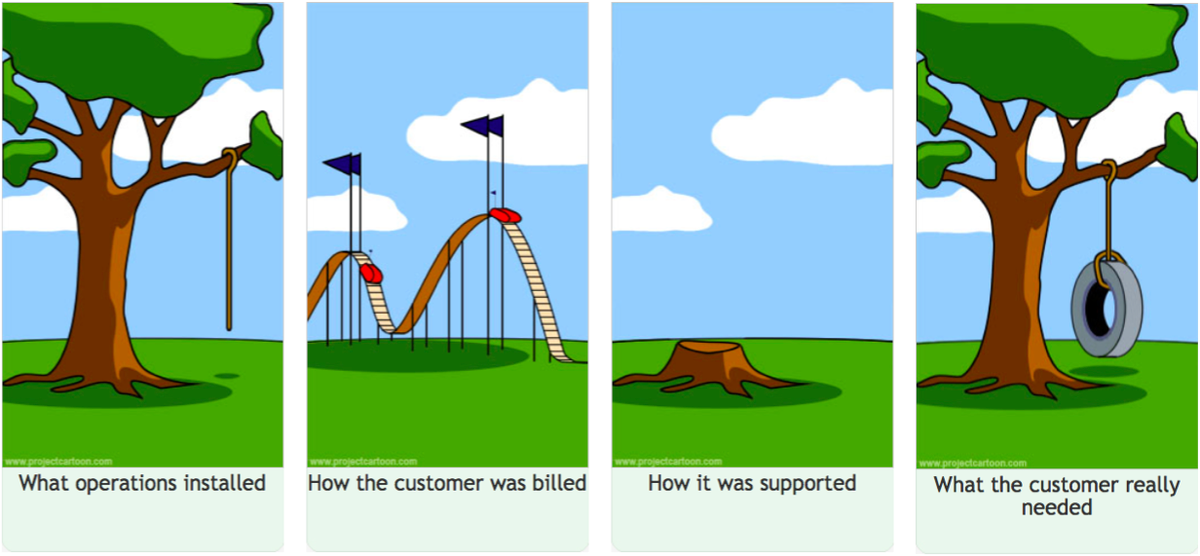 www.projectcartoon.com
What operations installed
www.projectcartoon.com
How the customer was billed
www.projectcartoon.com
How it was supported
www.projectcartoon.com
What the customer really
needed